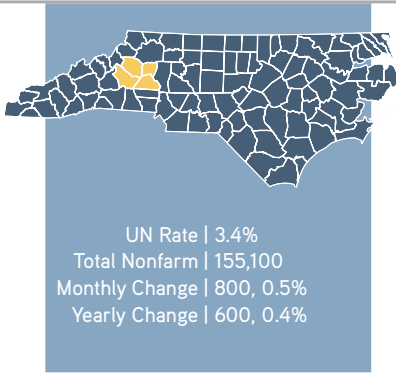 UN Rate | 3.4%
Total Nonfarm | 155,100
Monthly Change | 800, 0.5%
Yearly Change | 600, 0.4%